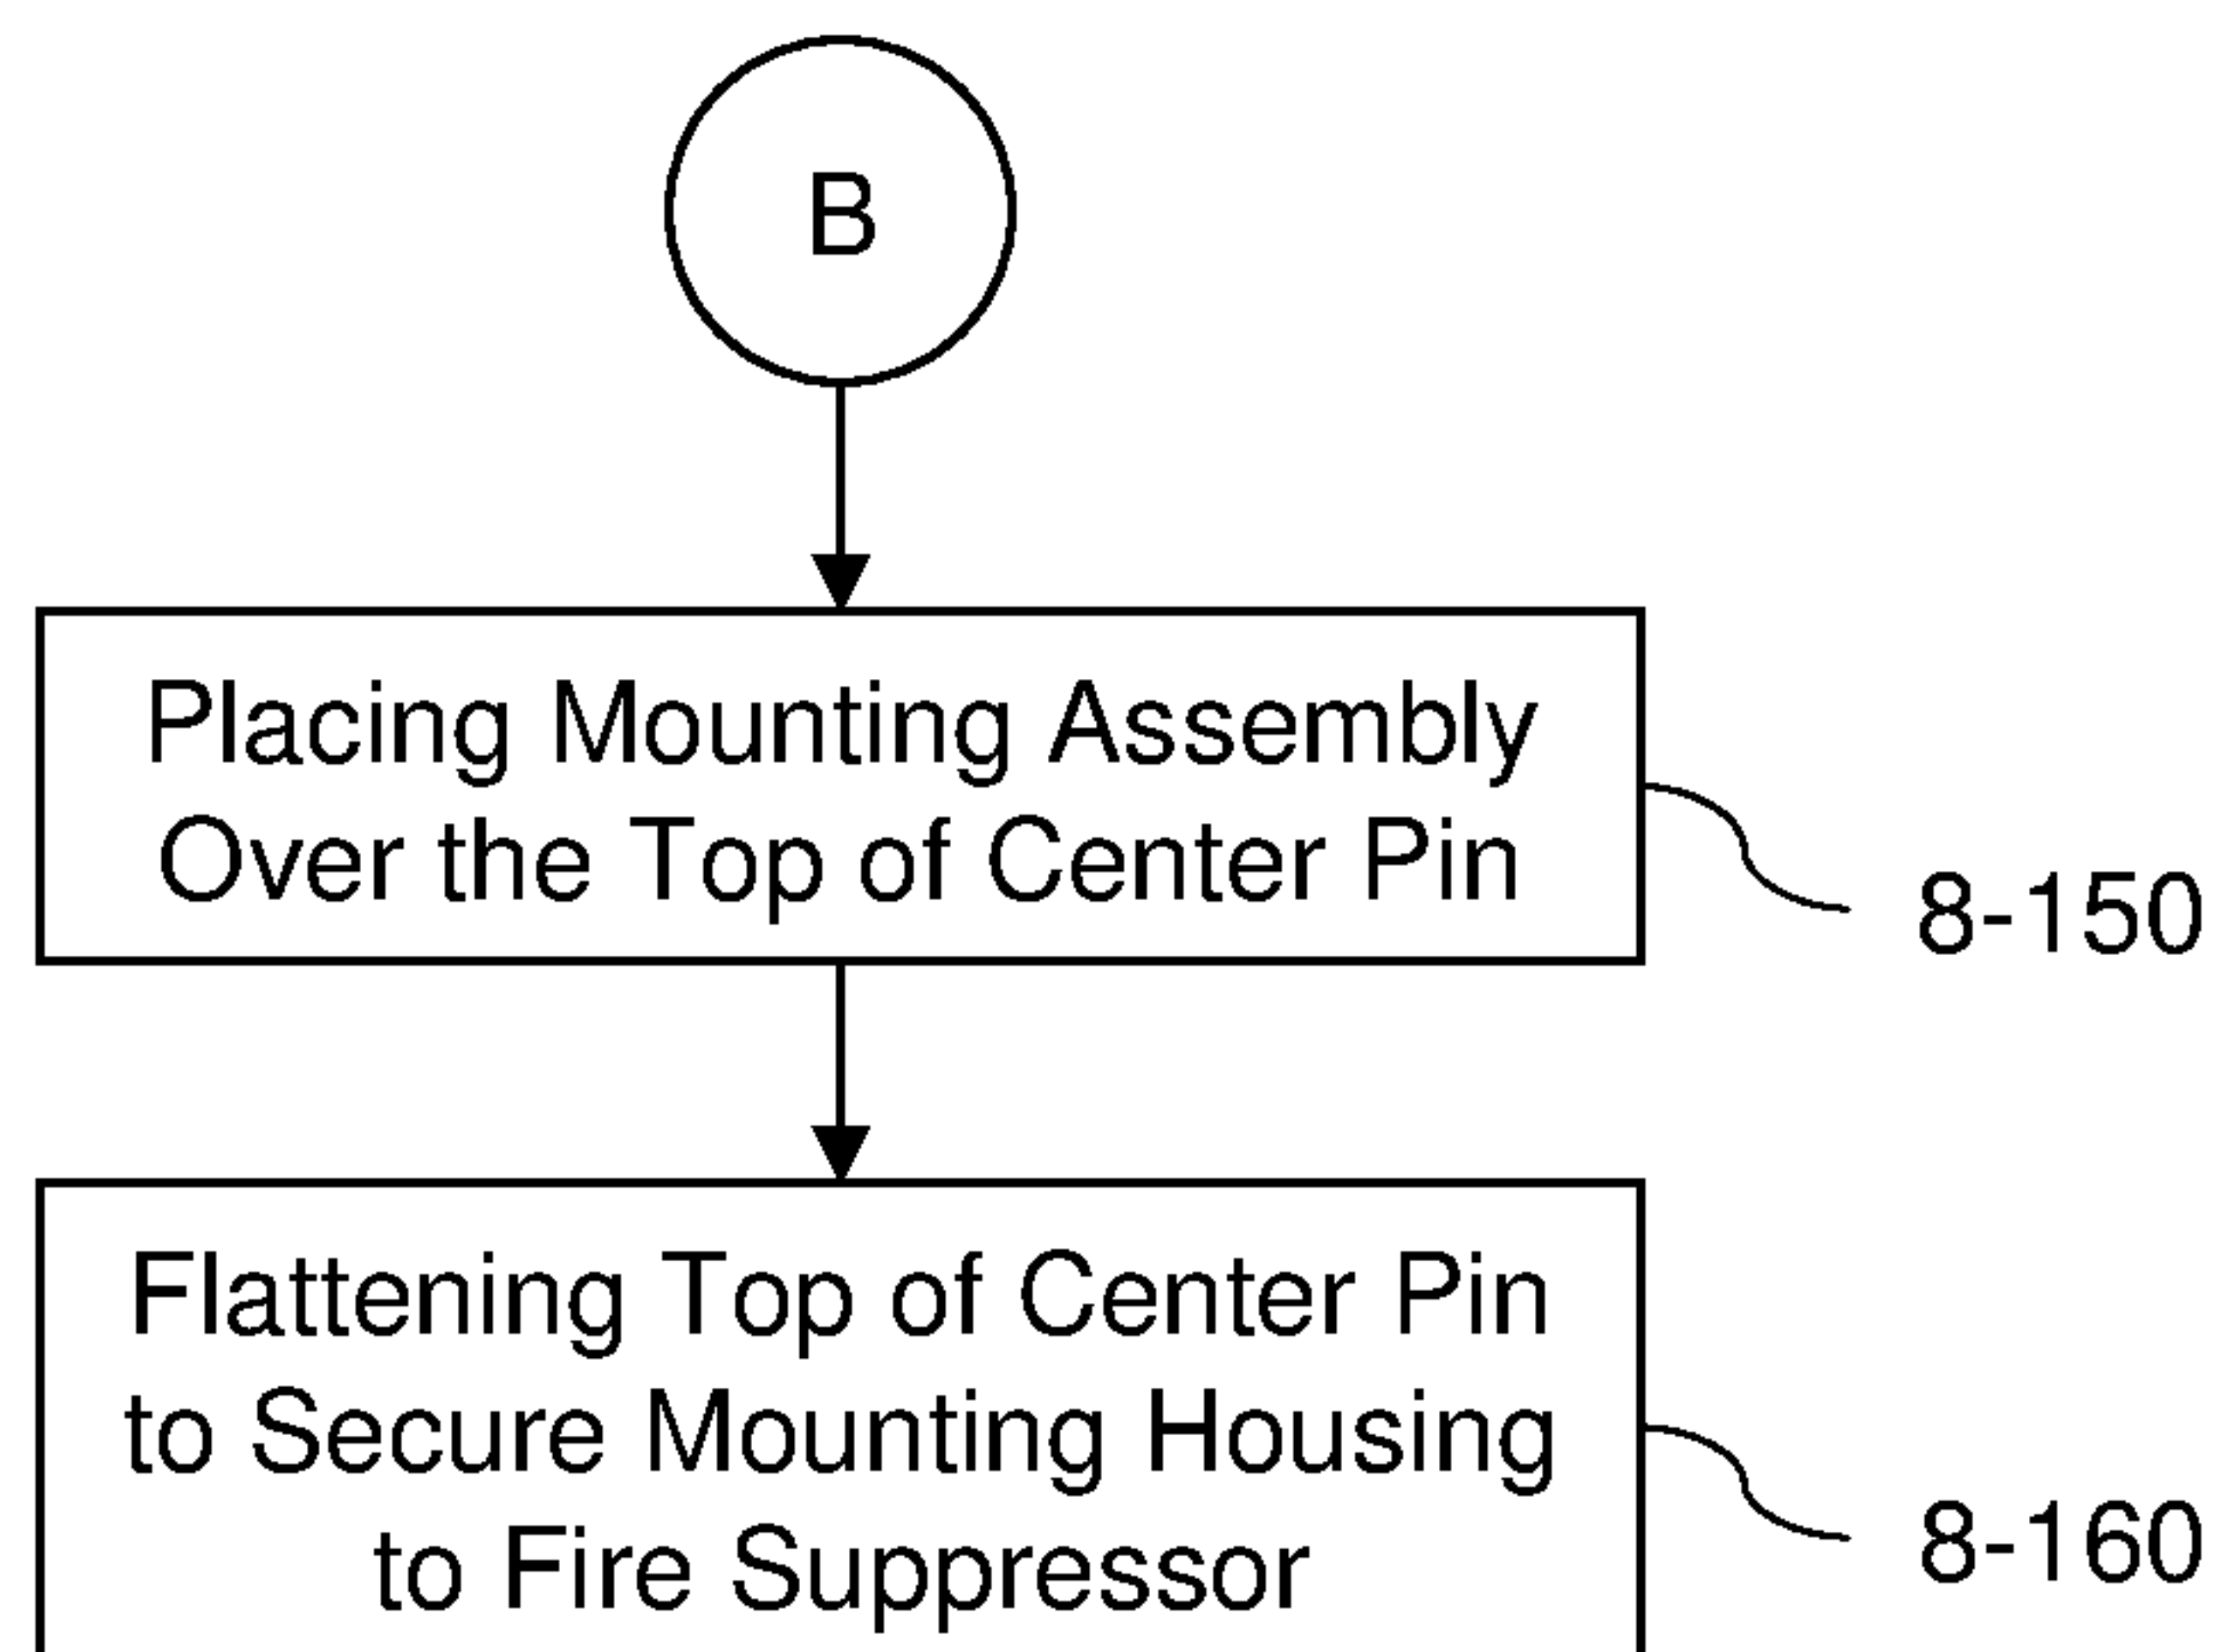 B
Placing Mounting Assembly
Over the Top of Center Pin
8-150
Flattening Top of Center Pin
to Secure Mounting Housing
to Fire Suppressor
8-160